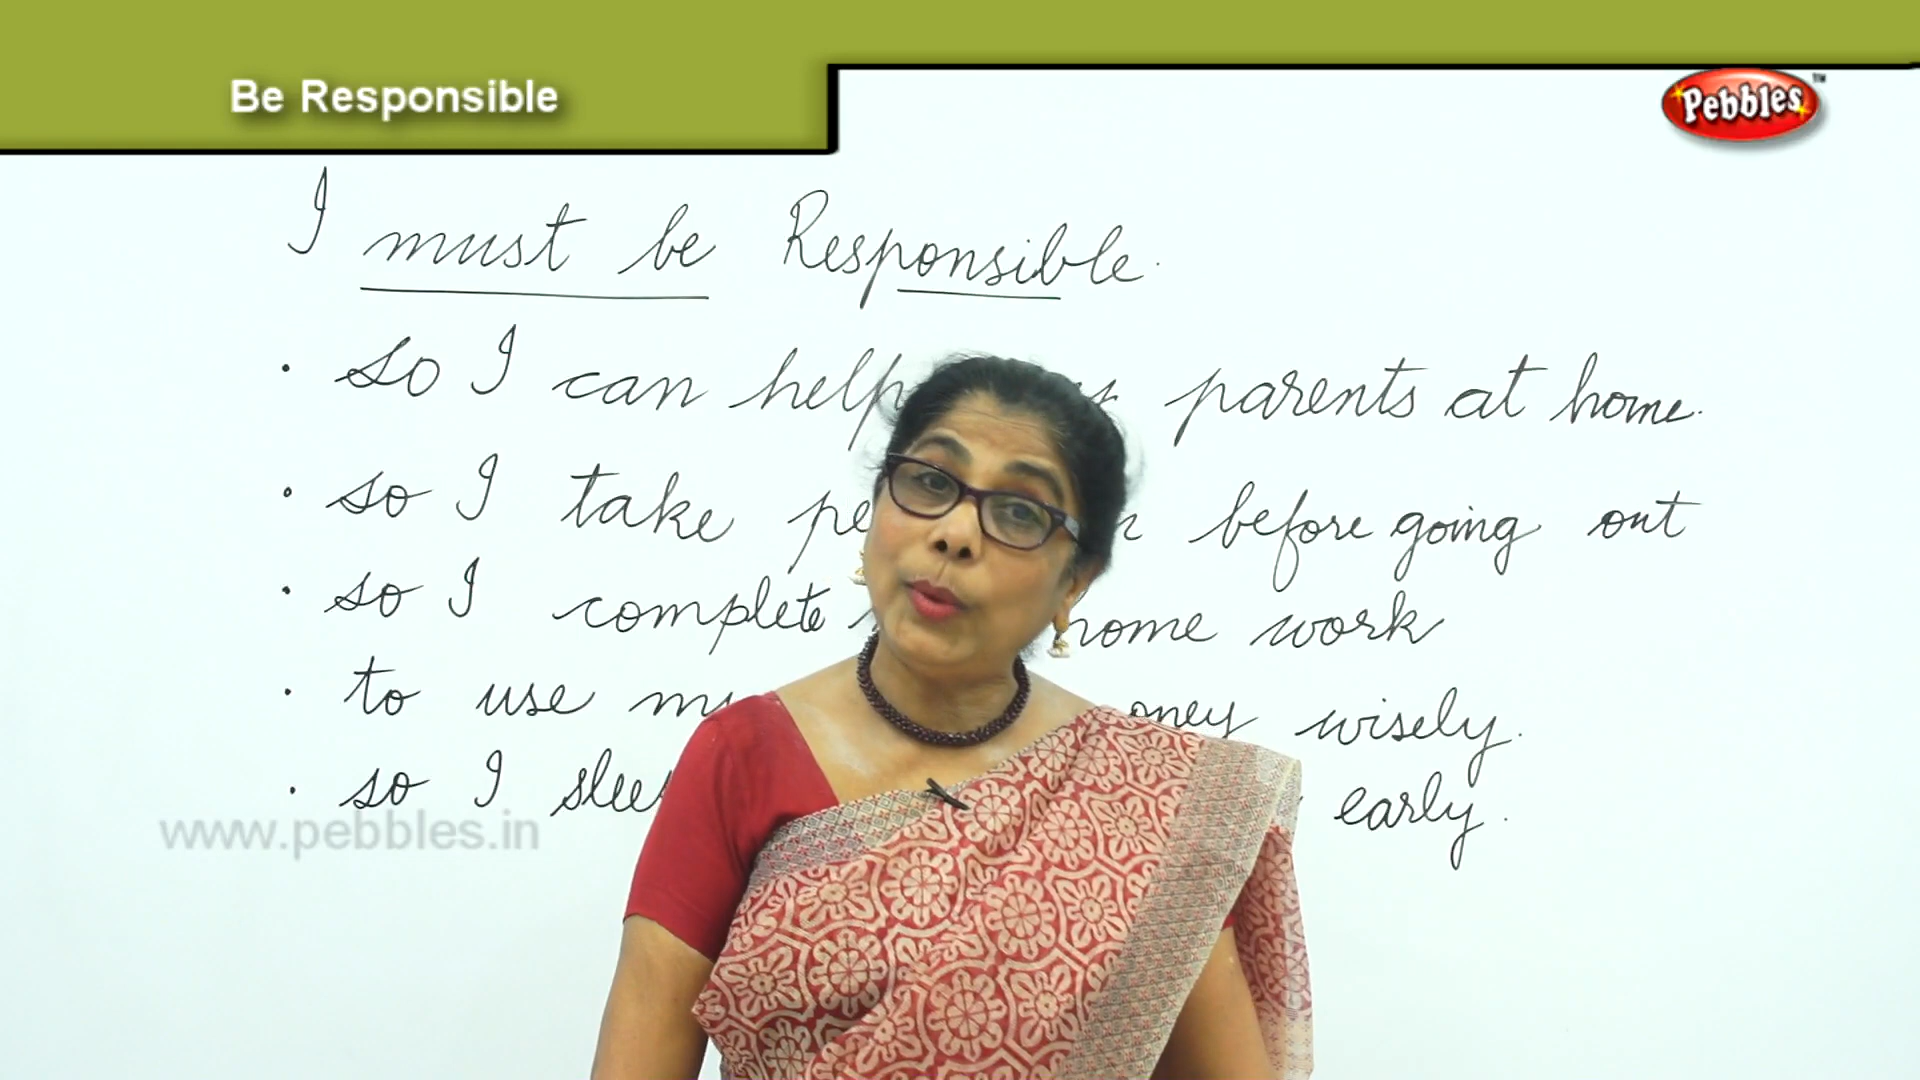 Be Responsible
Pebbles TM
I must be Responsible.
• so I can help parents at home.
• so I take before going out
• so I complete home work
• to use wisely.
• so I early.
www.pebbles.in